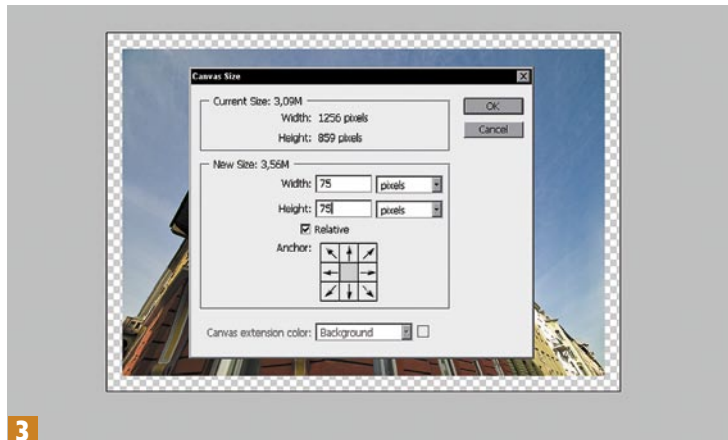 Canvas Size
Current Size: 3,09M
Width: 1256 pixels
Height: 859 pixels
OK
Cancel
New Size: 3,56M
Width: 75 pixels
Height: 75 pixels
Relative
Anchor:
Canvas extension color: Background
3